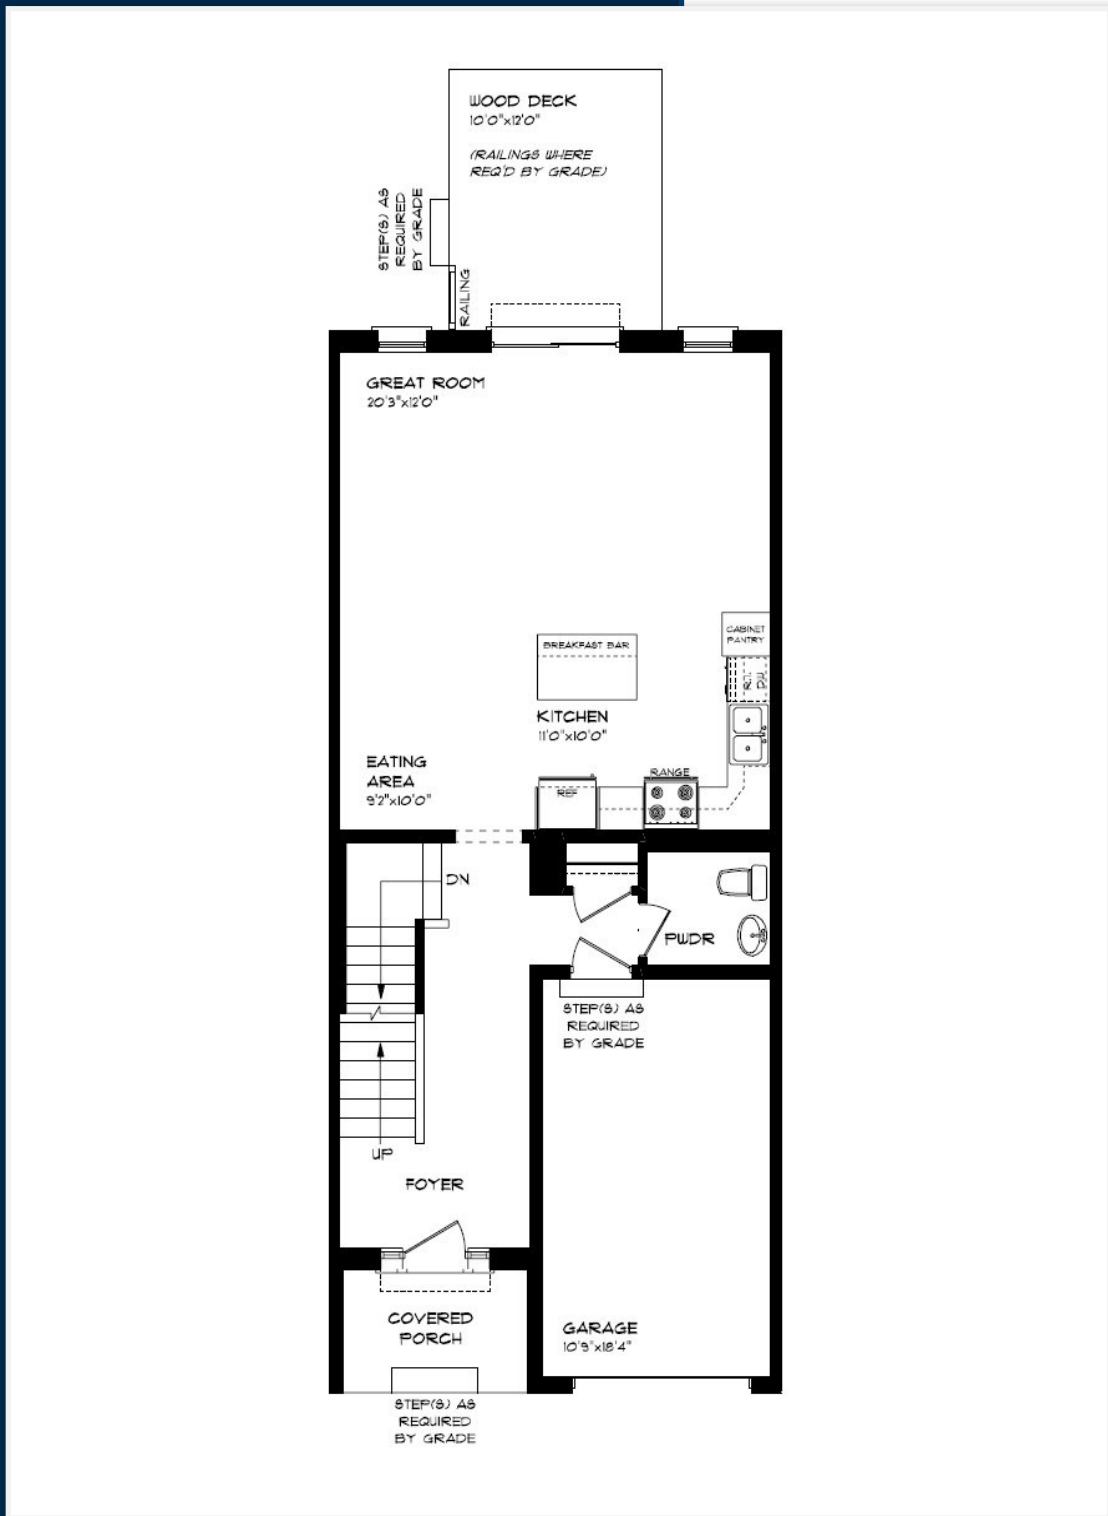 WOOD DECK
10'0"x12'0"
(RAILINGS WHERE
REQ'D BY GRADE)
STEP(S) AS
REQUIRED
BY GRADE
RAILING
GREAT ROOM
20'3"x12'0"
CABINET
PANTRY
BREAKFAST BAR
R.I.
DW
KITCHEN
11'0"x10'0"
EATING
AREA
9'2"x10'0"
RANGE
REF
DN
PWDR
STEP(S) AS
REQUIRED
BY GRADE
UP
FOYER
COVERED
PORCH
GARAGE
10'9"x18'4"
STEP(S) AS
REQUIRED
BY GRADE